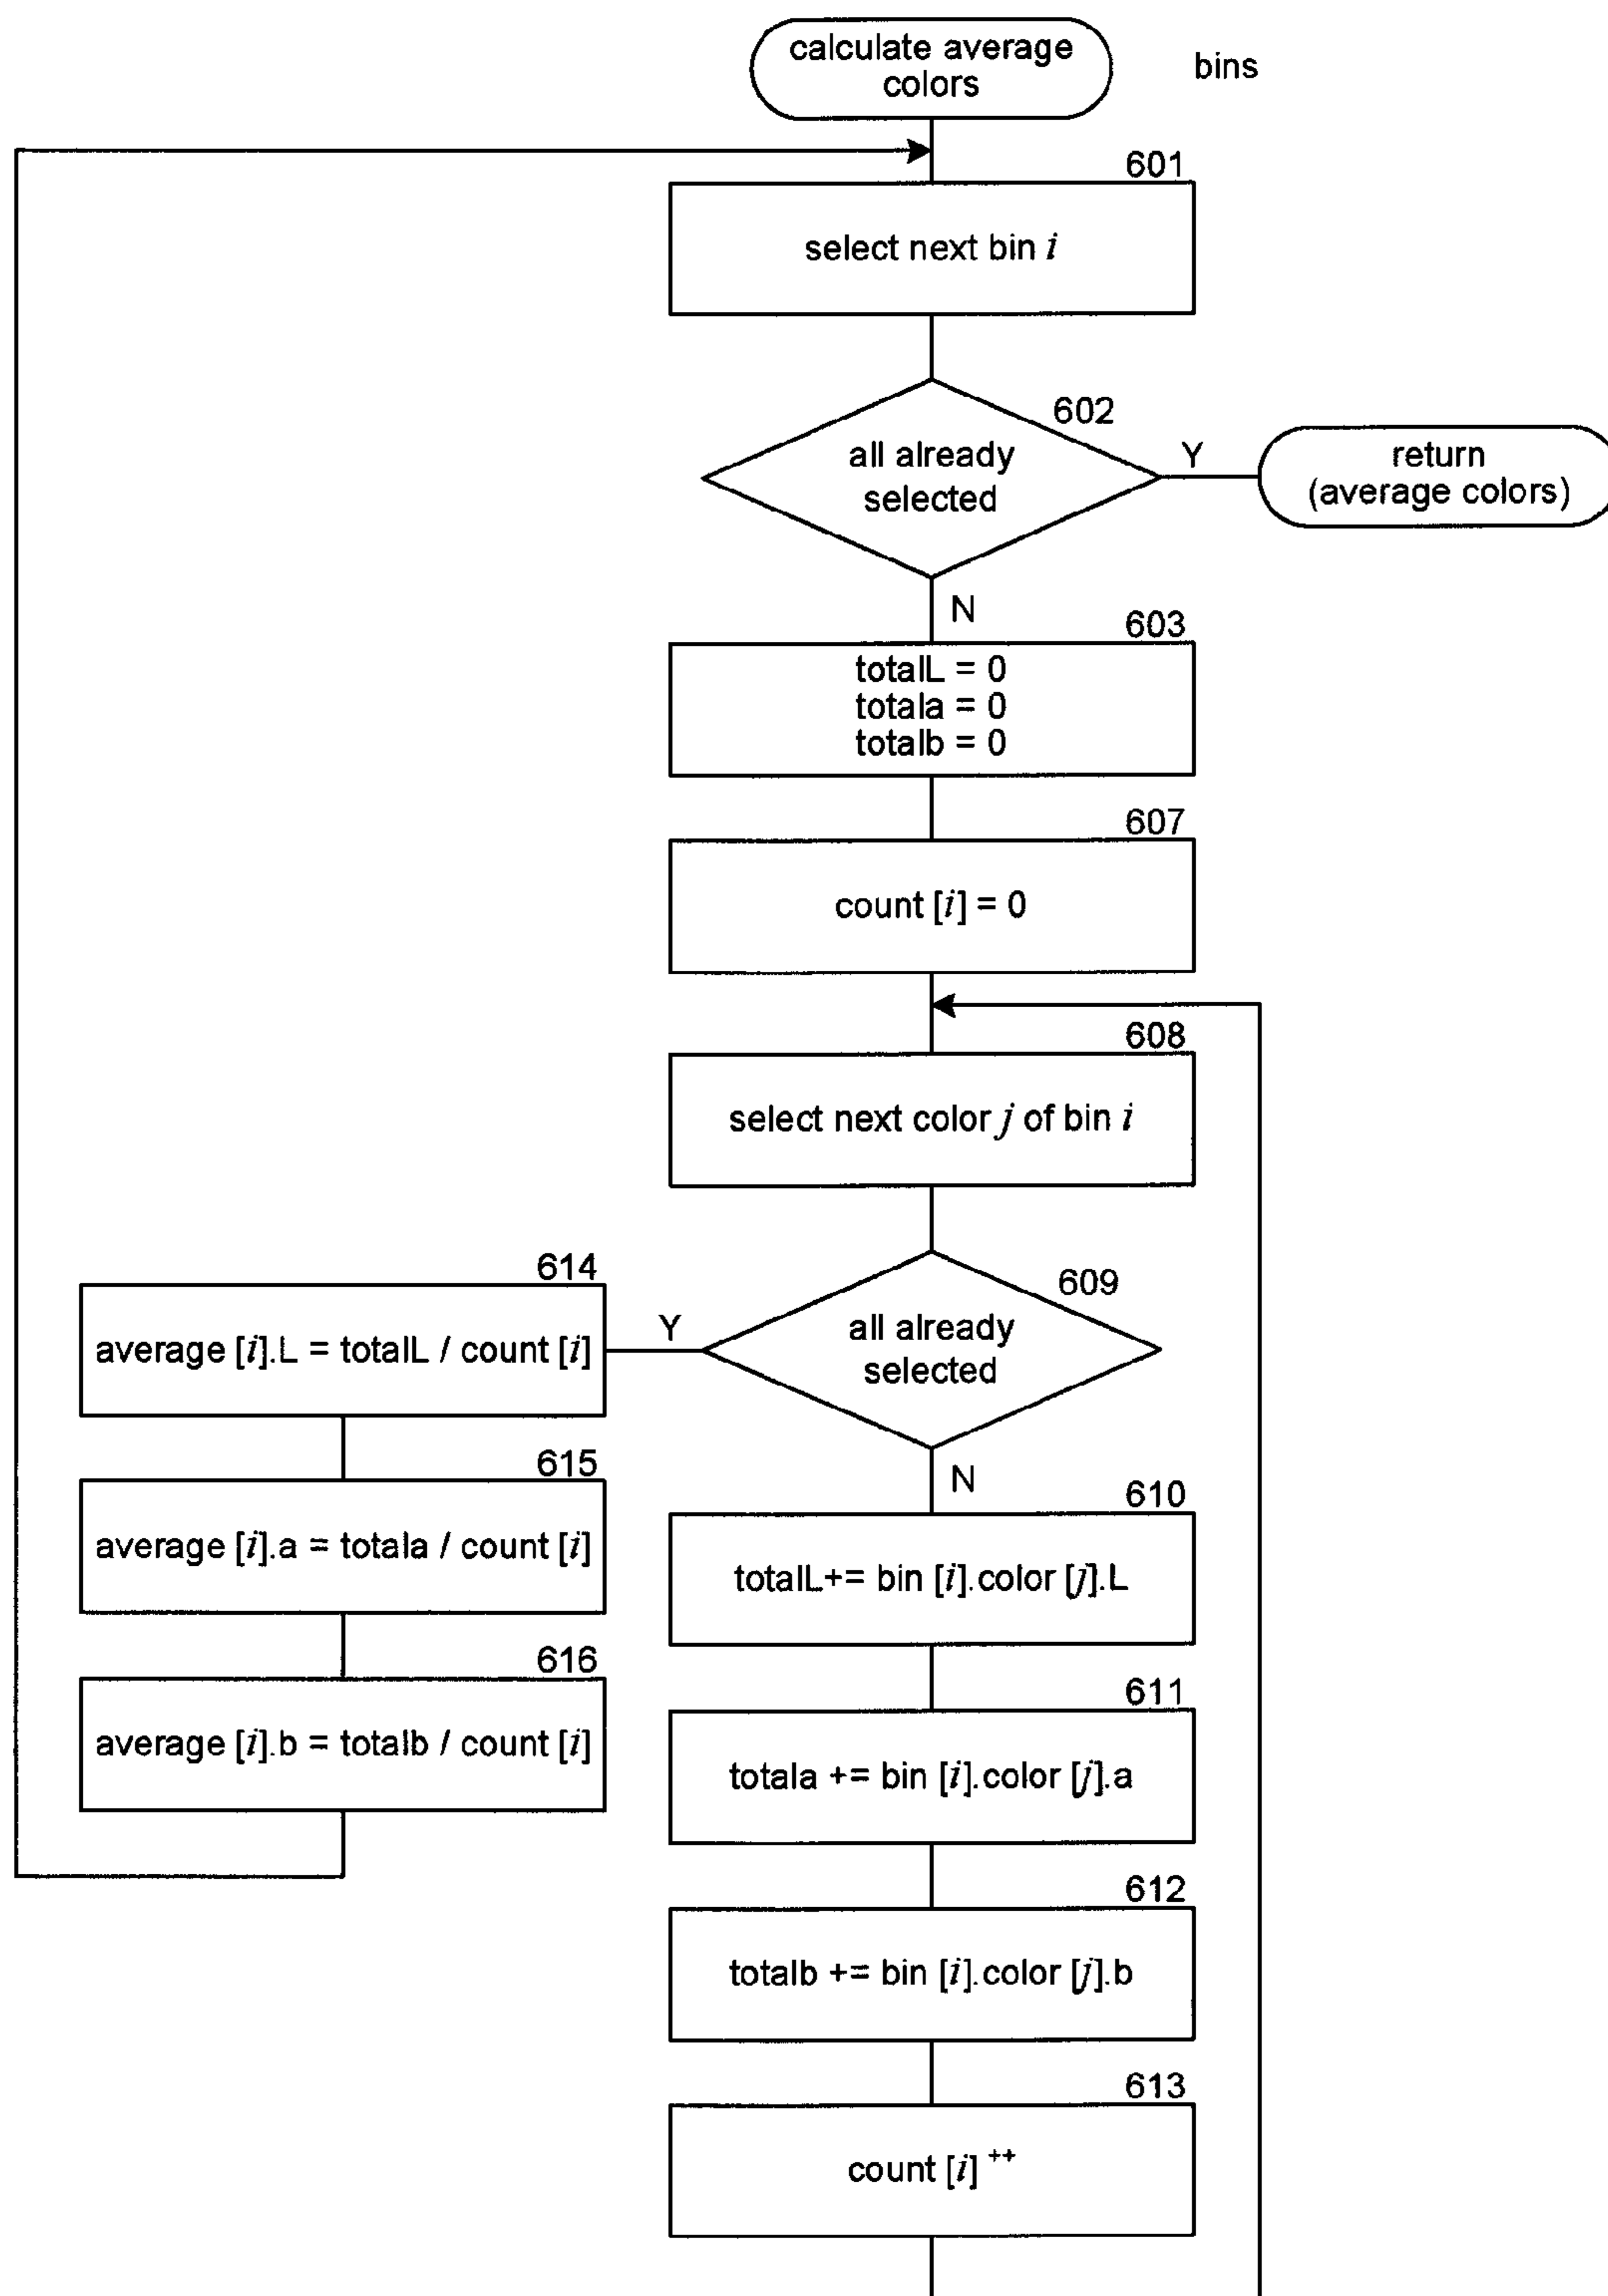 calculate average
colors
bins
601
select next bin i
602
all already
selected
Y
return
(average colors)
N
603
totalL = 0
totala = 0
totalb = 0
607
count [i] = 0
608
select next color j of bin i
609
all already
selected
Y
614
average [i].L = totalL / count [i]
615
average [i].a = totala / count [i]
616
average [i].b = totalb / count [i]
N
610
totalL+= bin [i].color [j].L
611
totala += bin [i].color [j].a
612
totalb += bin [i].color [j].b
613
count [i] ++